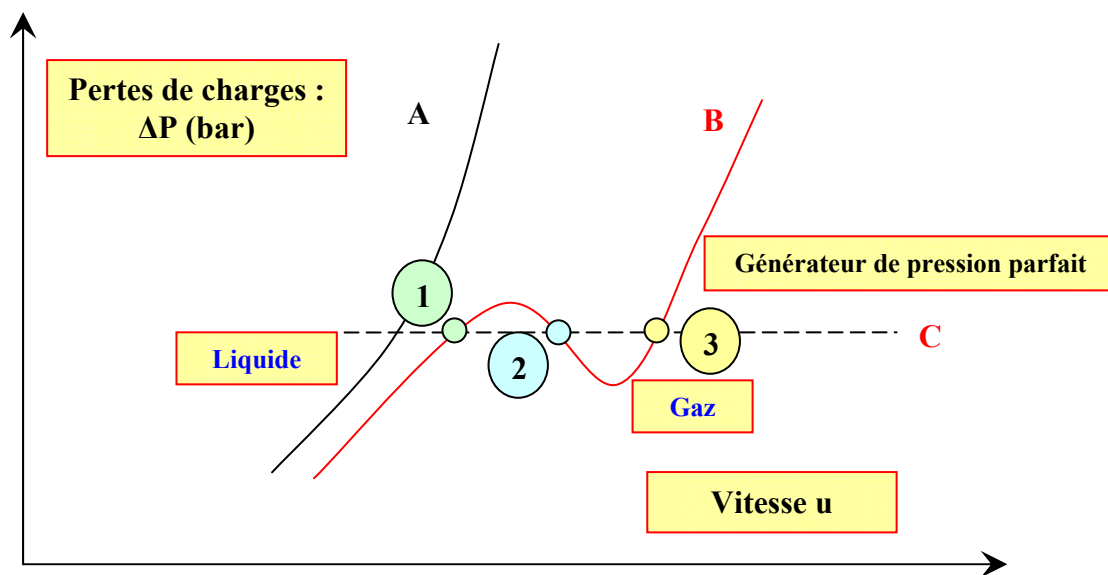 Pertes de charges :
ΔP (bar)
A
B
Générateur de pression parfait
1
Liquide
2
3
C
Gaz
Vitesse u